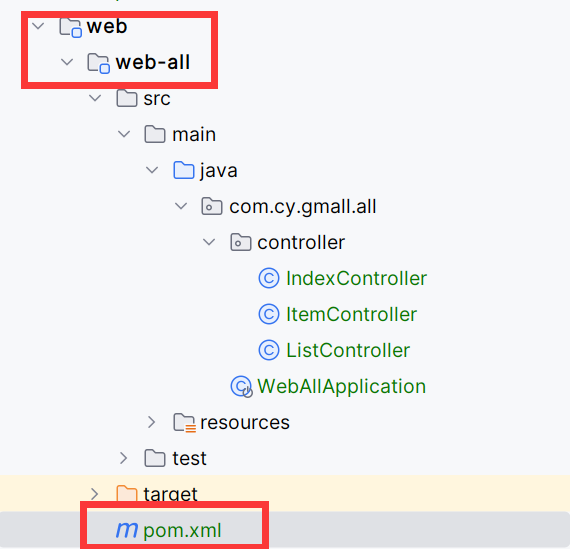 web
web-all
src
main
java
com.cy.gmall.all
controller
IndexController
ItemController
ListController
WebAllApplication
resources
test
target
pom.xml